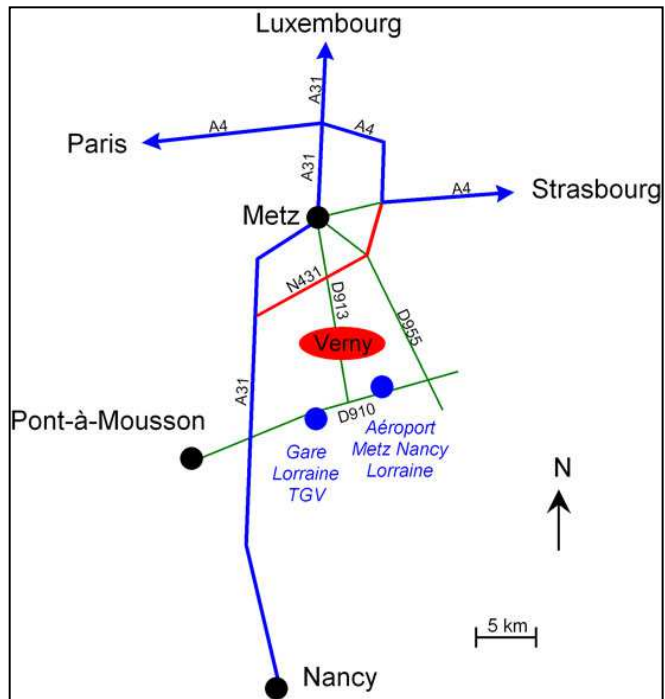 Luxembourg
A31
A4
A4
Paris
A31
A4
Strasbourg
Metz
N431
D913
D955
Verny
A31
Pont-à-Mousson
D910
Gare
Lorraine
TGV
Aéroport
Metz Nancy
Lorraine
N
5 km
Nancy